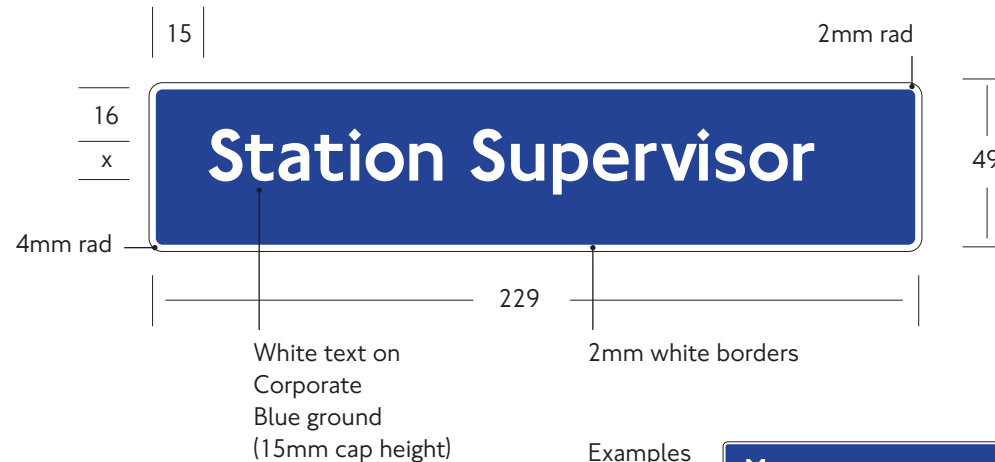 15
2mm rad
16
x
Station Supervisor
49
4mm rad
229
White text on
Corporate
Blue ground
(15mm cap height)
2mm white borders
Examples